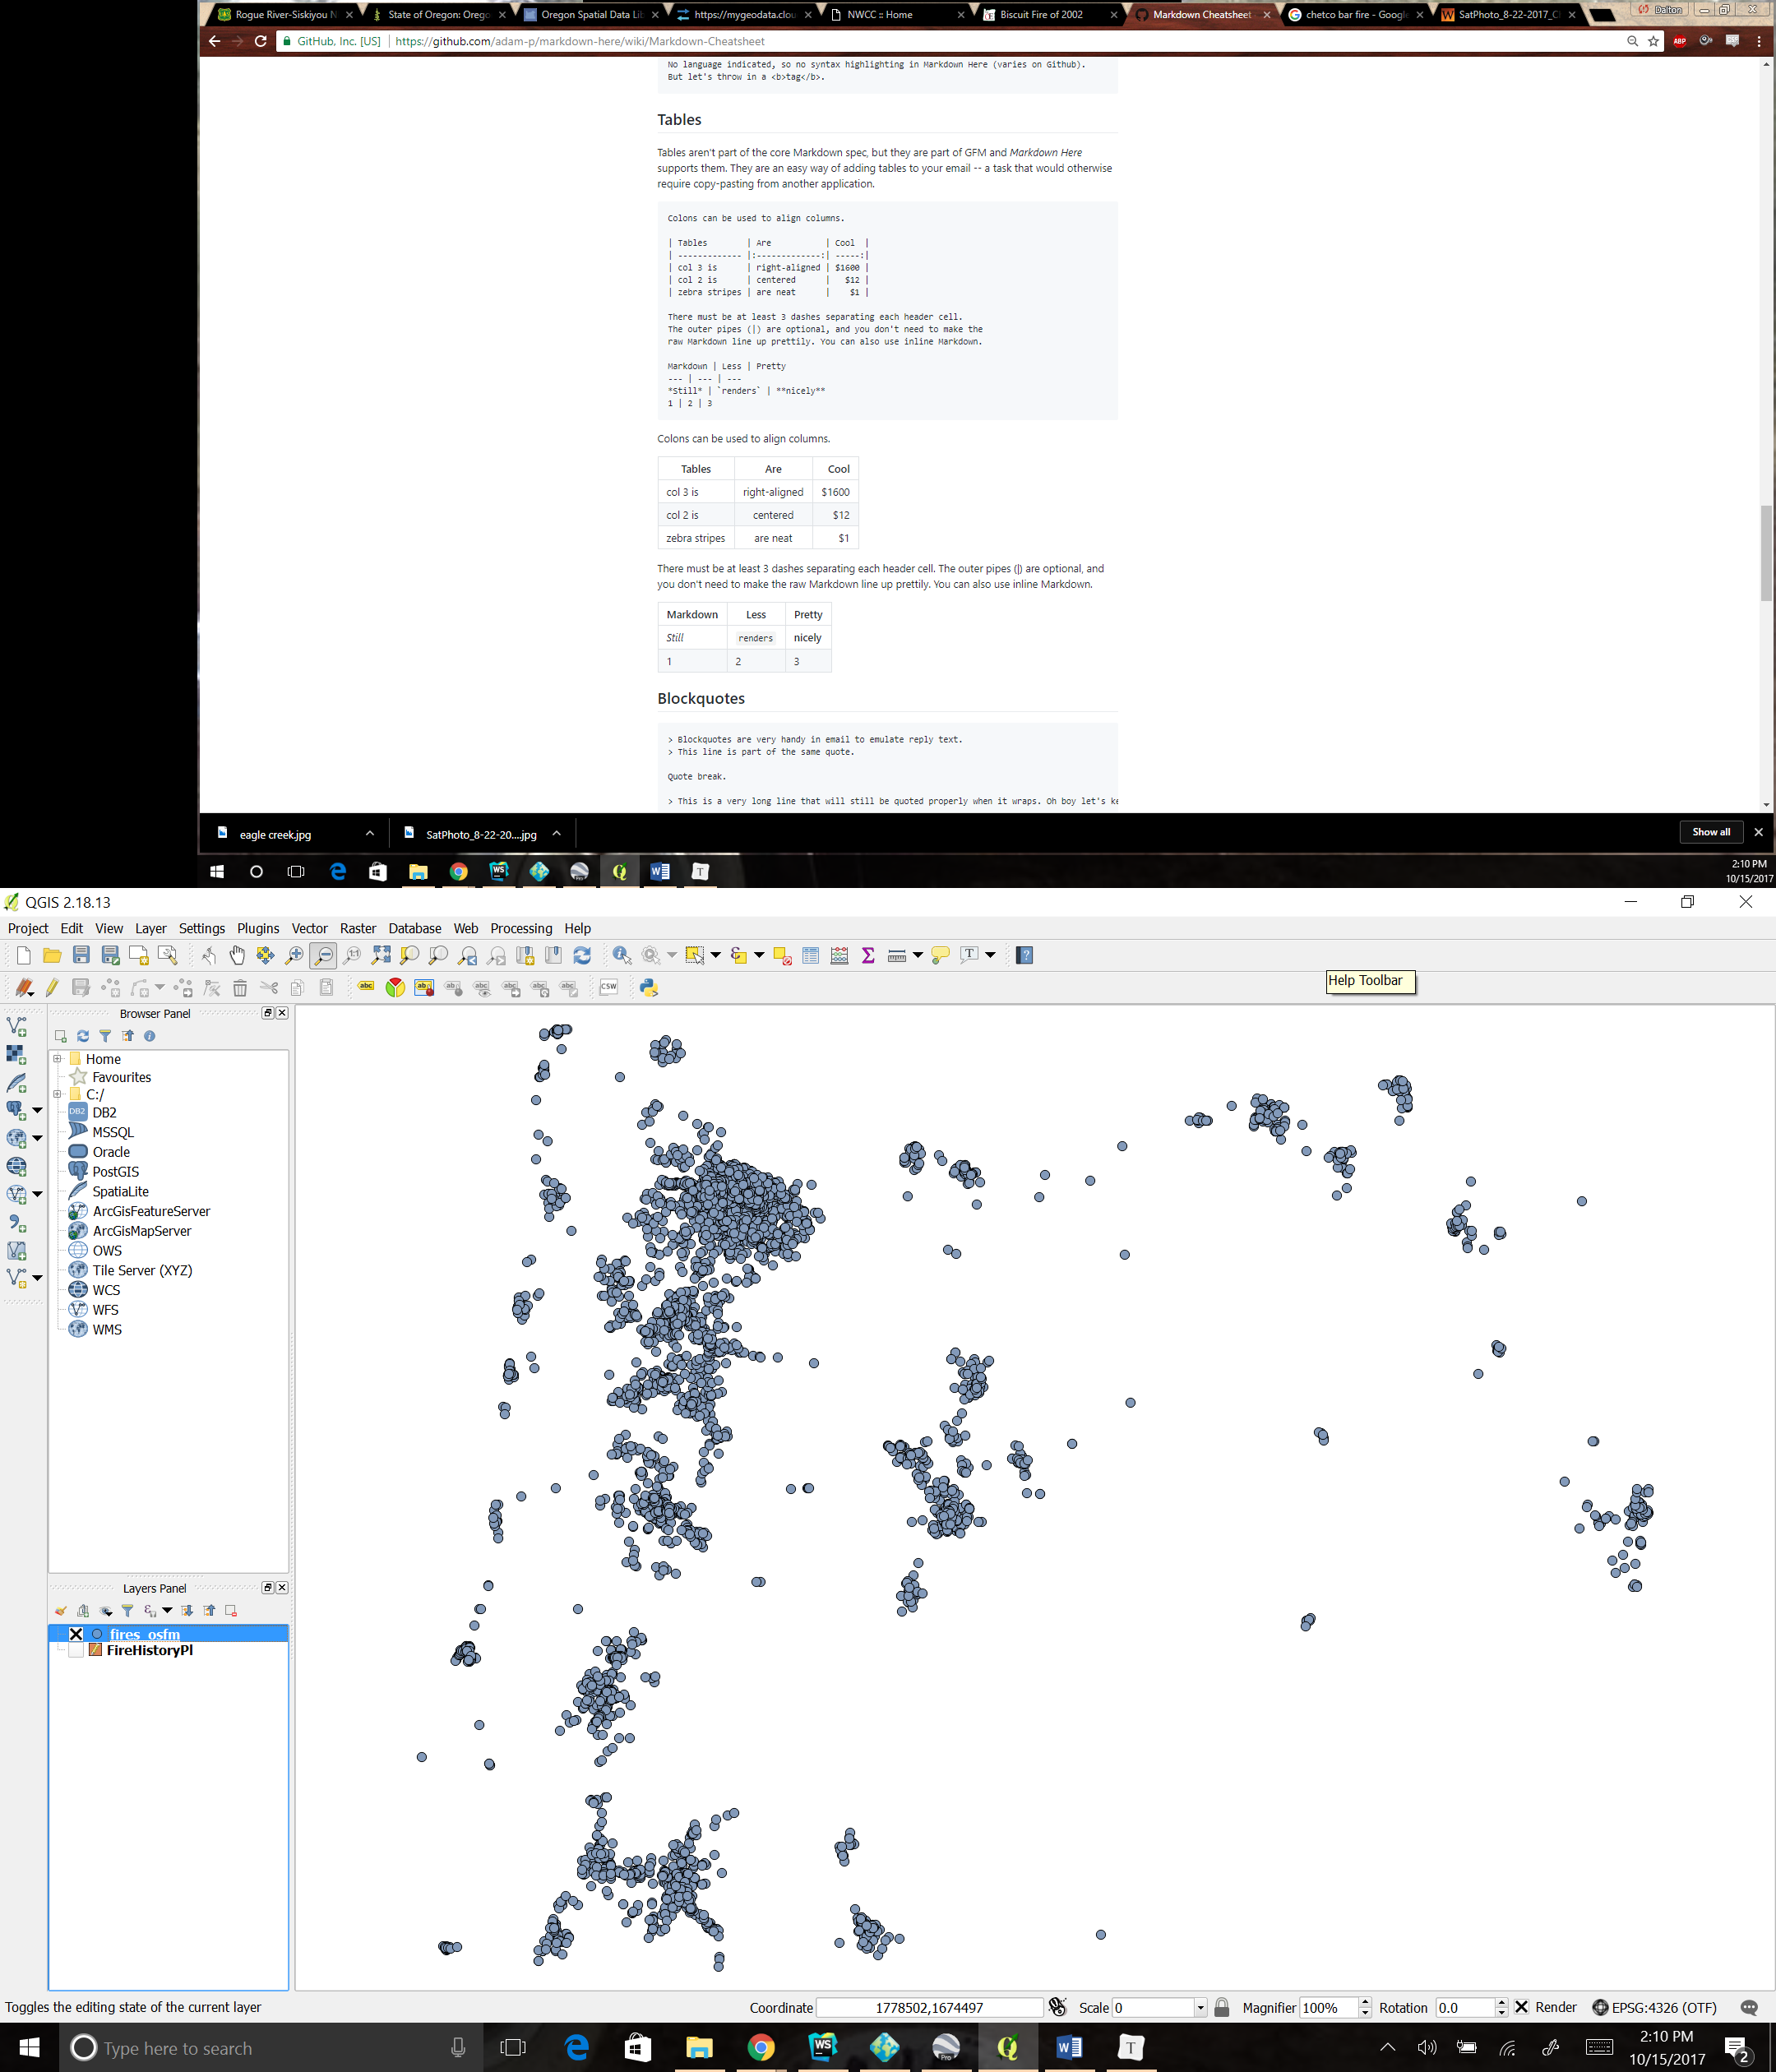 Rogue River-Siskiyou N
State of Oregon: Orego
Oregon Spatial Data Lib
https://mygeodata.clou
NWCC :: Home
Biscuit Fire of 2002
Markdown Cheatsheet
chetco bar fire - Google
SatPhoto_8-22-2017_C
Dalton
GitHub, Inc. [US] | https://github.com/adam-p/markdown-here/wiki/Markdown-Cheatsheet
ABP
No language indicated, so no syntax highlighting in Markdown Here (varies on Github).
But let's throw in a <b>tag</b>.
Tables
Tables aren't part of the core Markdown spec, but they are part of GFM and Markdown Here
supports them. They are an easy way of adding tables to your email -- a task that would otherwise
require copy-pasting from another application.
Colons can be used to align columns.
| Tables        | Are           | Cool  |
| ------------- |:-------------:| -----:|
| col 3 is      | right-aligned | $1600 |
| col 2 is      | centered      |   $12 |
| zebra stripes | are neat      |    $1 |
There must be at least 3 dashes separating each header cell.
The outer pipes (|) are optional, and you don't need to make the
raw Markdown line up prettily. You can also use inline Markdown.
Markdown | Less | Pretty
--- | --- | ---
*Still* | `renders` | **nicely**
1 | 2 | 3
Colons can be used to align columns.
Tables Are Cool
col 3 is right-aligned $1600
col 2 is centered $12
zebra stripes are neat $1
There must be at least 3 dashes separating each header cell. The outer pipes (|) are optional, and
you don't need to make the raw Markdown line up prettily. You can also use inline Markdown.
Markdown Less Pretty
Still renders nicely
1 2 3
Blockquotes
> Blockquotes are very handy in email to emulate reply text.
> This line is part of the same quote.
Quote break.
> This is a very long line that will still be quoted properly when it wraps. Oh boy let's ke
eagle creek.jpg
SatPhoto_8-22-20....jpg
Show all
2:10 PM
10/15/2017
QGIS 2.18.13
Project Edit View Layer Settings Plugins Vector Raster Database Web Processing Help
Help Toolbar
Browser Panel
Home
Favourites
C:/
DB2
MSSQL
Oracle
PostGIS
SpatiaLite
ArcGisFeatureServer
ArcGisMapServer
OWS
Tile Server (XYZ)
WCS
WFS
WMS
Layers Panel
fires_osfm
FireHistoryPl
Toggles the editing state of the current layer
Coordinate 1778502,1674497 Scale 0 Magnifier 100% Rotation 0.0 Render EPSG:4326 (OTF)
Type here to search
2:10 PM
10/15/2017
2